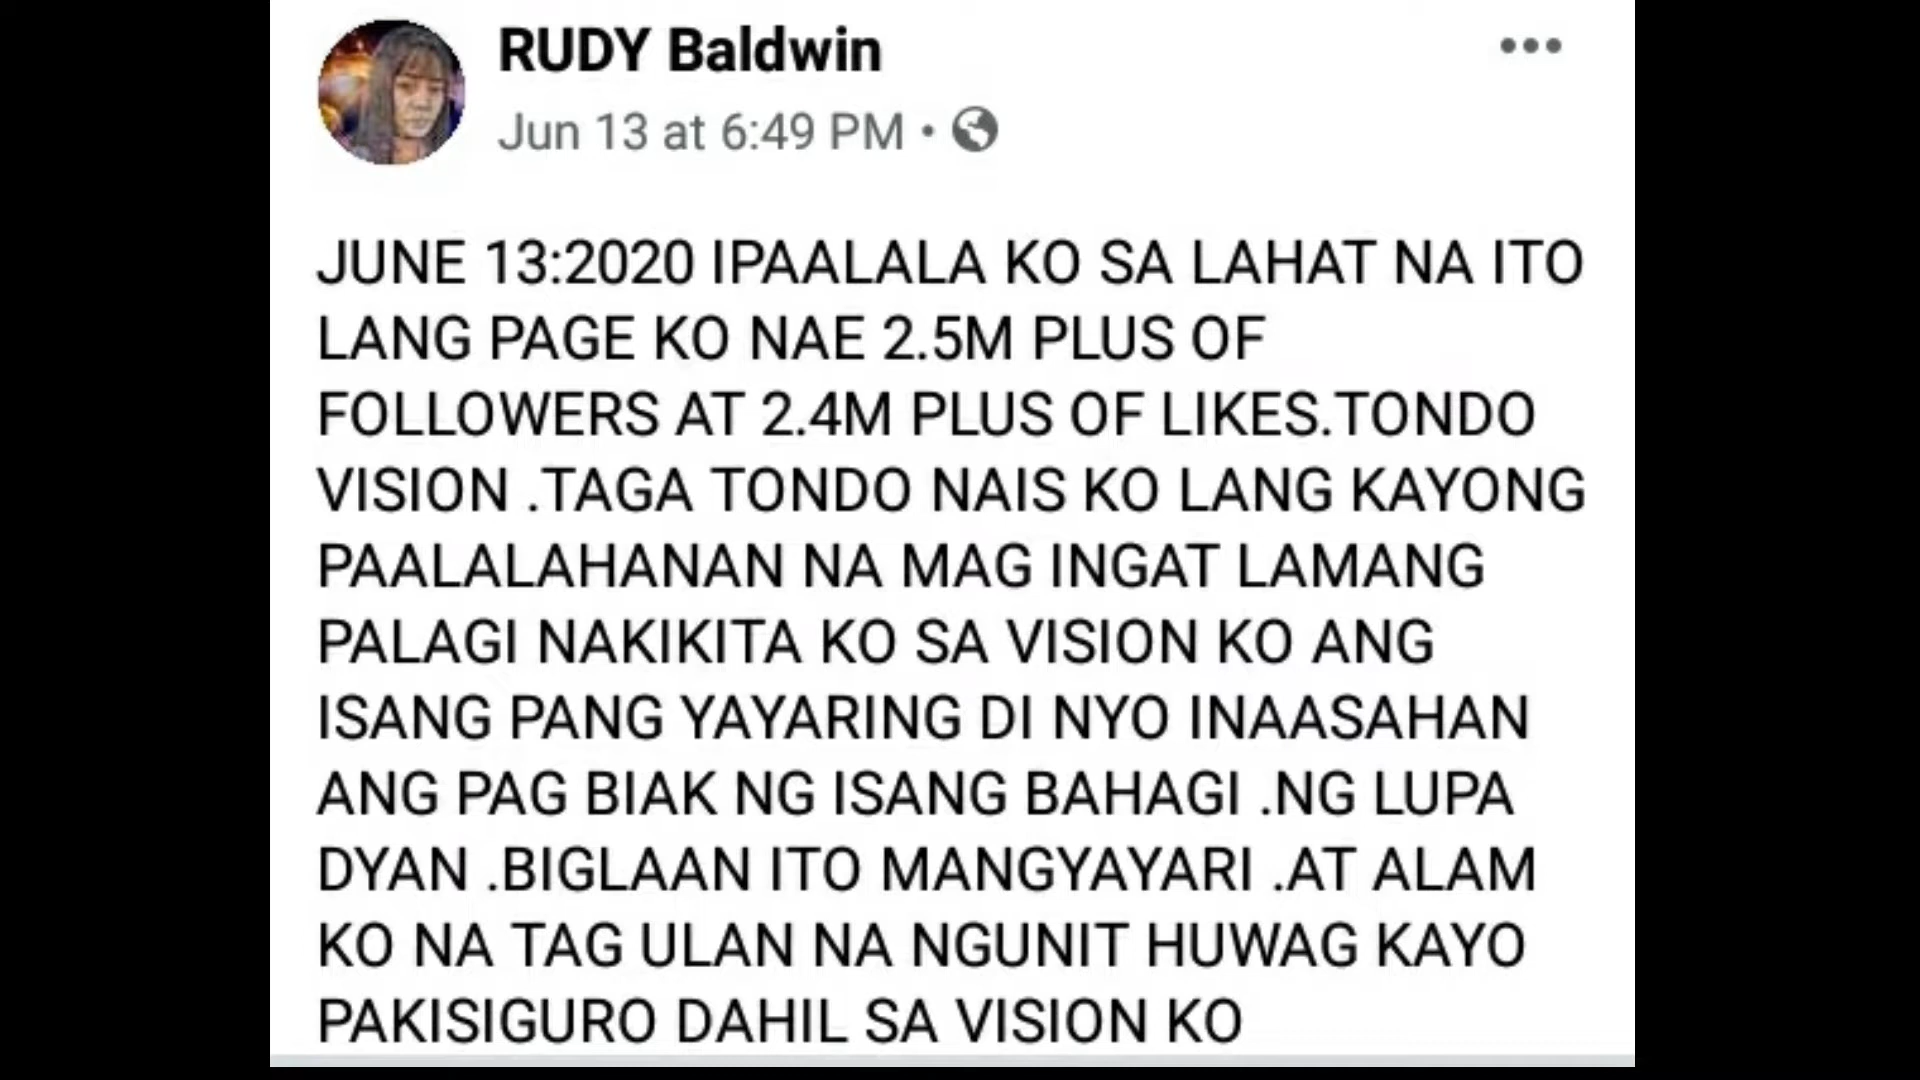 RUDY Baldwin
Jun 13 at 6:49 PM •
JUNE 13:2020 IPAALALA KO SA LAHAT NA ITO
LANG PAGE KO NAE 2.5M PLUS OF
FOLLOWERS AT 2.4M PLUS OF LIKES.TONDO
VISION .TAGA TONDO NAIS KO LANG KAYONG
PAALALAHANAN NA MAG INGAT LAMANG
PALAGI NAKIKITA KO SA VISION KO ANG
ISANG PANG YAYARING DI NYO INAASAHAN
ANG PAG BIAK NG ISANG BAHAGI .NG LUPA
DYAN .BIGLAAN ITO MANGYAYARI .AT ALAM
KO NA TAG ULAN NA NGUNIT HUWAG KAYO
PAKISIGURO DAHIL SA VISION KO